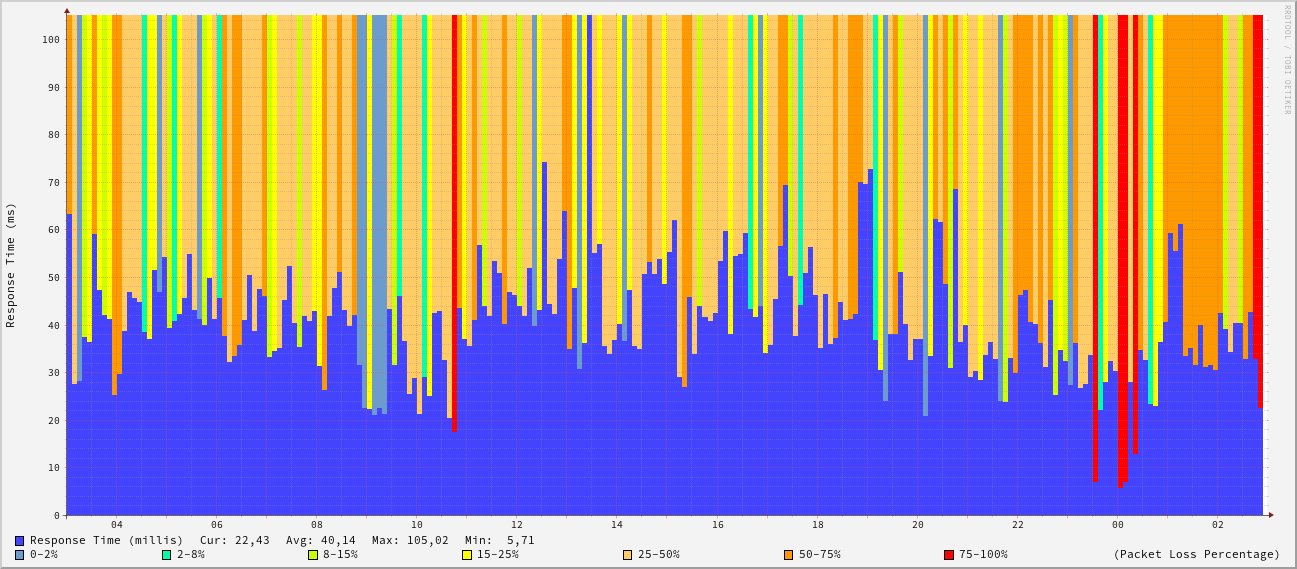 RRDTOOL / TOBI OETIKER
Response Time (ms)
100
90
80
70
60
50
40
30
20
10
0
04 06 08 10 12 14 16 18 20 22 00 02
Response Time (millis) Cur: 22,43 Avg: 40,14 Max: 105,02 Min: 5,71
0-2% 2-8% 8-15% 15-25% 25-50% 50-75% 75-100% (Packet Loss Percentage)